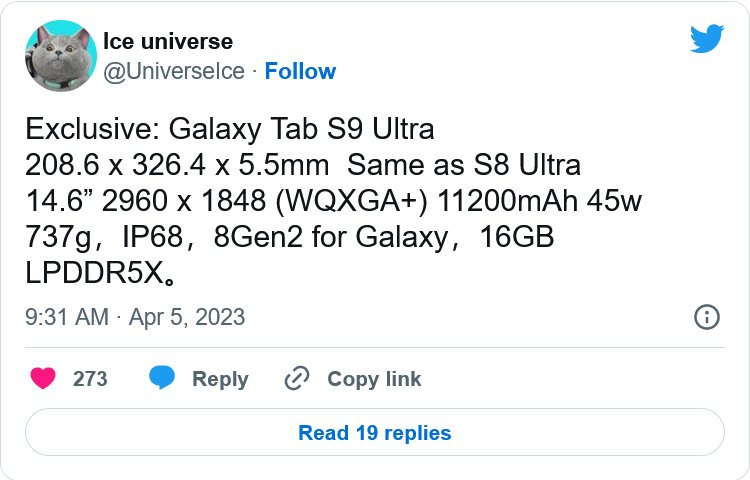 Ice universe
@UniverseIce · Follow
Exclusive: Galaxy Tab S9 Ultra
208.6 x 326.4 x 5.5mm  Same as S8 Ultra
14.6” 2960 x 1848 (WQXGA+) 11200mAh 45w
737g，IP68，8Gen2 for Galaxy，16GB
LPDDR5X。
9:31 AM · Apr 5, 2023
273 Reply Copy link
Read 19 replies